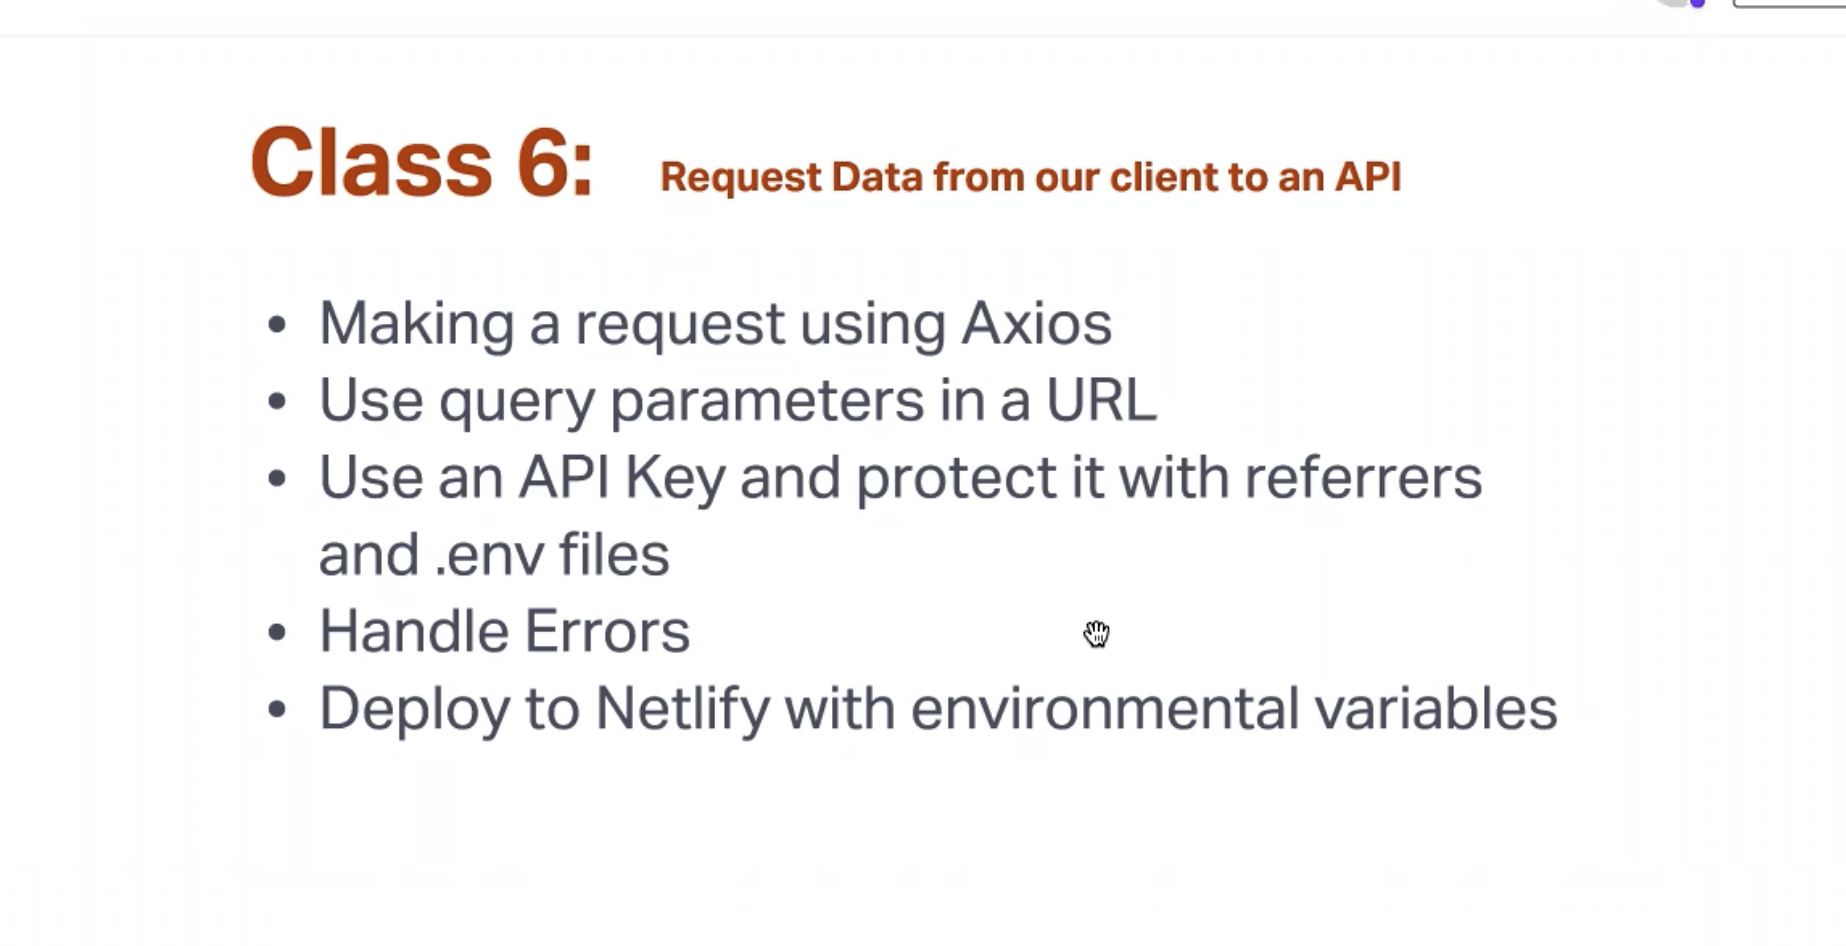 Class 6: Request Data from our client to an API
• Making a request using Axios
• Use query parameters in a URL
• Use an API Key and protect it with referrers
and .env files
• Handle Errors
• Deploy to Netlify with environmental variables